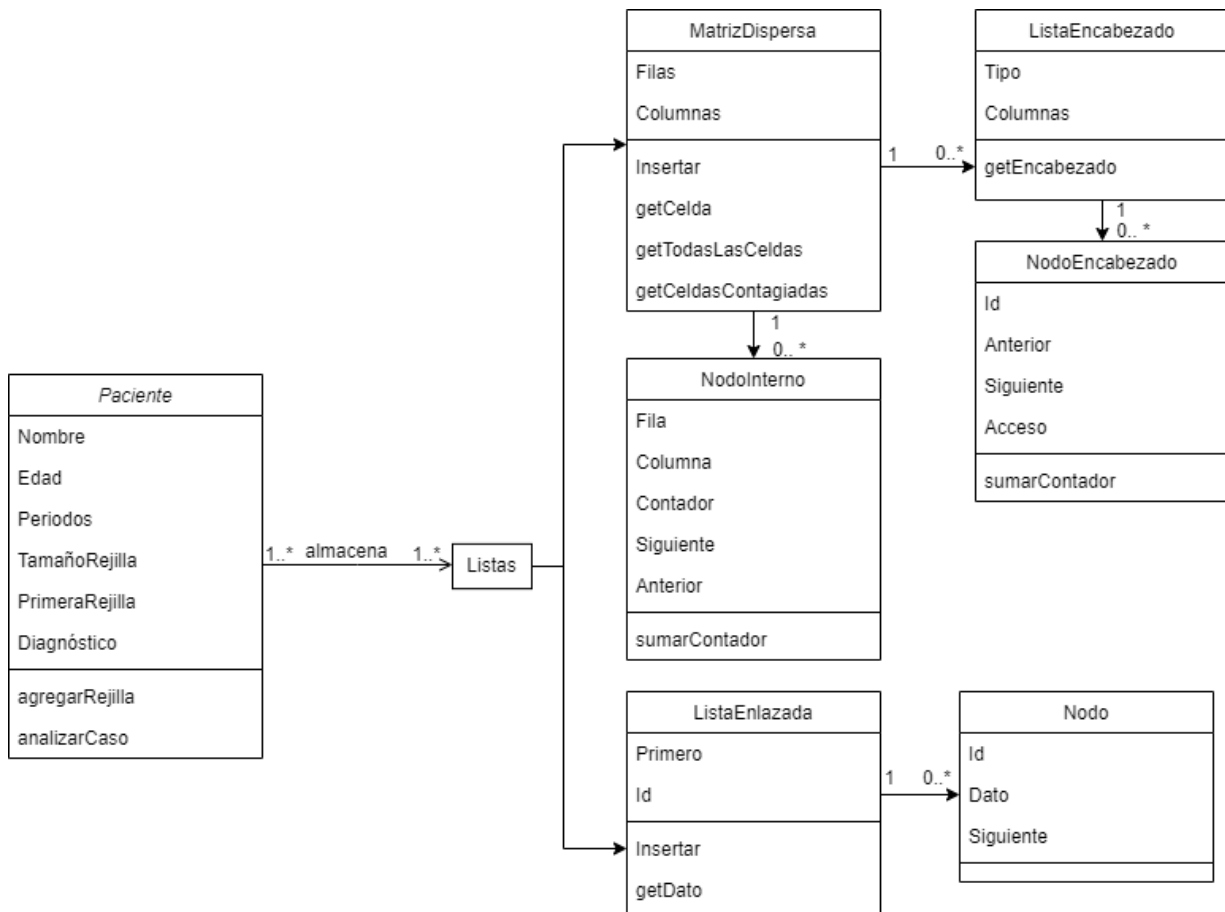 MatrizDispersa
Filas
Columnas
Insertar
getCelda
getTodasLasCeldas
getCeldasContagiadas
1
0..*
ListaEncabezado
Tipo
Columnas
getEncabezado
1
0.. *
NodoEncabezado
Id
Anterior
Siguiente
Acceso
sumarContador
1
0.. *
NodoInterno
Fila
Columna
Contador
Siguiente
Anterior
sumarContador
Paciente
Nombre
Edad
Periodos
TamañoRejilla
PrimeraRejilla
Diagnóstico
agregarRejilla
analizarCaso
1..* almacena 1..*
Listas
ListaEnlazada
Primero
Id
Insertar
getDato
1 0..*
Nodo
Id
Dato
Siguiente